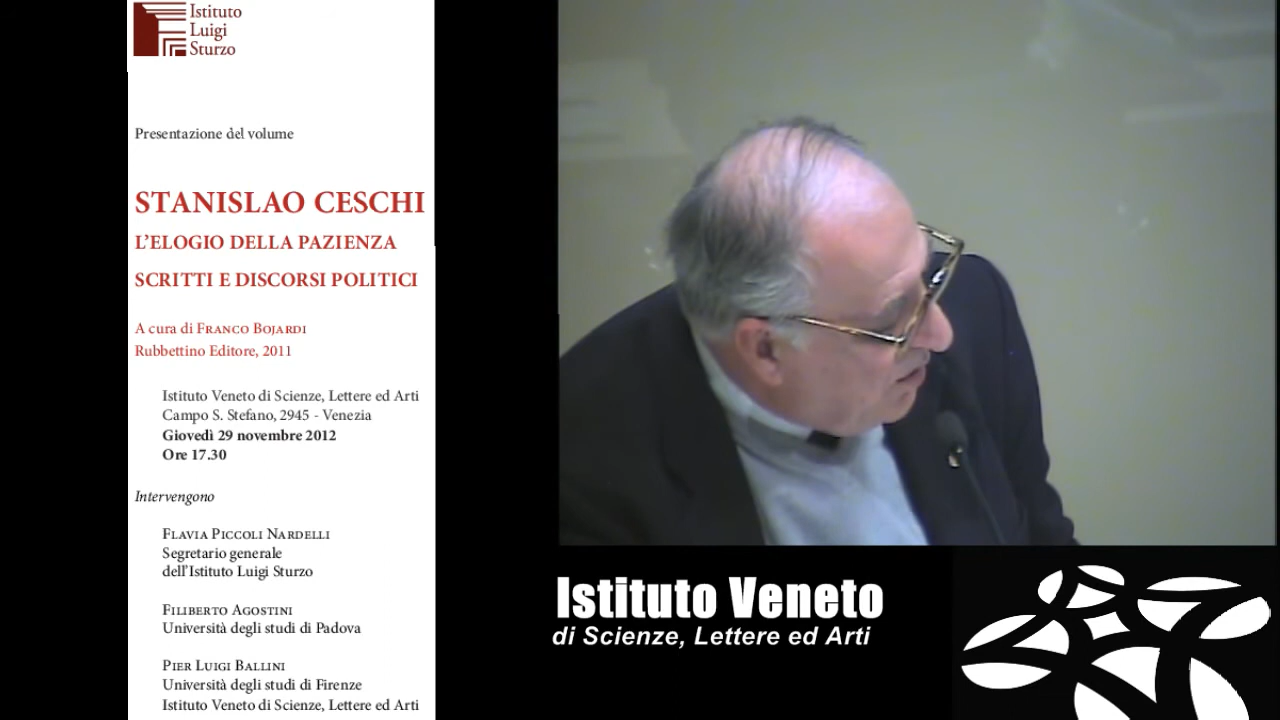 Istituto
Luigi
Sturzo
Presentazione del volume
STANISLAO CESCHI
L'ELOGIO DELLA PAZIENZA
SCRITTI E DISCORSI POLITICI
A cura di FRANCO BOJARDI
Rubbettino Editore, 2011
Istituto Veneto di Scienze, Lettere ed Arti
Campo S. Stefano, 2945 - Venezia
Giovedì 29 novembre 2012
Ore 17.30
Intervengono
FLAVIA PICCOLI NARDELLI
Segretario generale
dell'Istituto Luigi Sturzo
FILIBERTO AGOSTINI
Università degli studi di Padova
PIER LUIGI BALLINI
Università degli studi di Firenze
Istituto Veneto di Scienze, Lettere ed Arti
Istituto Veneto
di Scienze, Lettere ed Arti